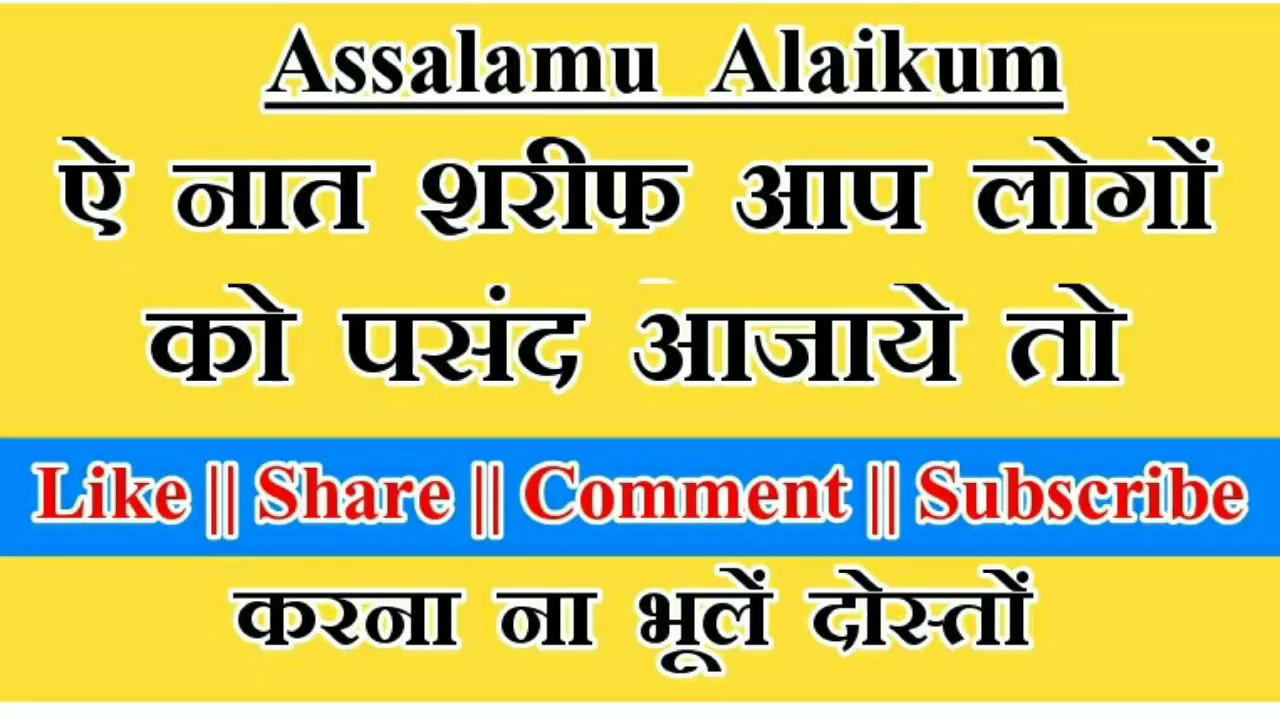 Assalamu Alaikum
ऐ नात शरीफ आप लोगों
को पसंद आजाये तो
Like || Share || Comment || Subscribe
करना ना भूलें दोस्तों